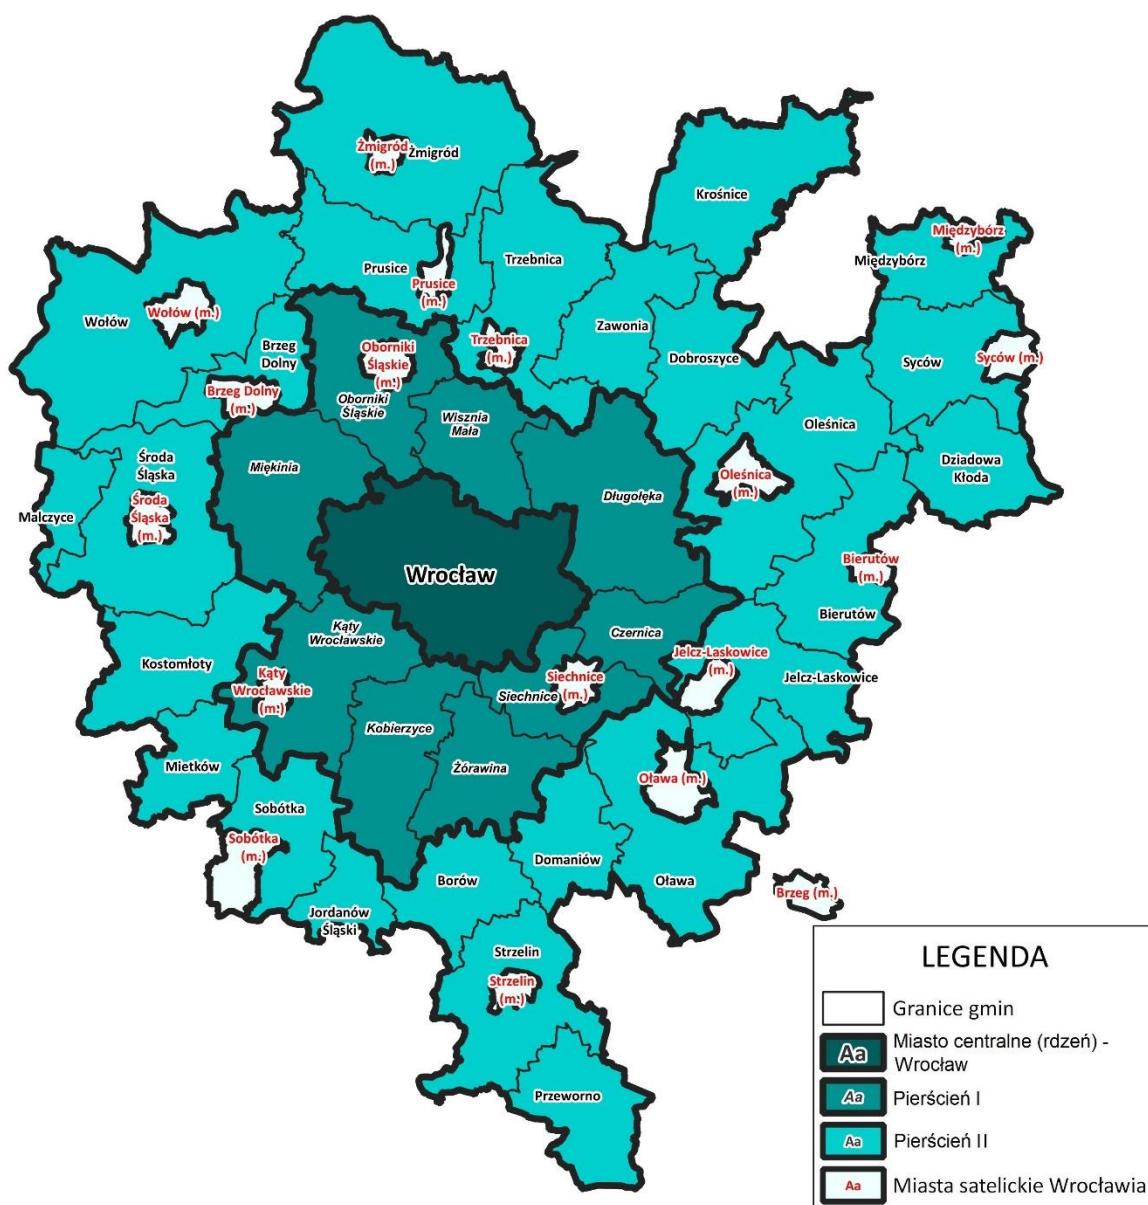 Żmigród
(m.)
Żmigród
Krośnice
Międzybórz
(m.)
Międzybórz
Trzebnica
Prusice
Prusice
(m.)
Wołów (m.)
Wołów
Zawonia
Trzebnica
(m.)
Brzeg
Dolny
Oborniki
Śląskie
(m.)
Dobroszyce
Syców
Syców (m.)
Brzeg Dolny
(m.)
Oborniki
Śląskie
Wisznia
Mała
Oleśnica
Środa
Śląska
Miękinia
Dziadowa
Kłoda
Oleśnica
(m.)
Długołęka
Środa
Śląska
(m.)
Malczyce
Wrocław
Bierutów
(m.)
Bierutów
Kąty
Wrocławskie
Czernica
Jelcz-Laskowice
(m.)
Kostomłoty
Kąty
Wrocławskie
(m.)
Siechnice
(m.)
Siechnice
Jelcz-Laskowice
Kobierzyce
Mietków
Żórawina
Oława (m.)
Sobótka
Sobótka
(m.)
Domaniów
Borów
Oława
Brzeg (m.)
Jordanów
Śląski
Strzelin
Strzelin
(m.)
Przeworno
LEGENDA
Granice gmin
Aa
Miasto centralne (rdzeń) -
Wrocław
Aa
Pierścień I
Aa
Pierścień II
Aa
Miasta satelickie Wrocławia